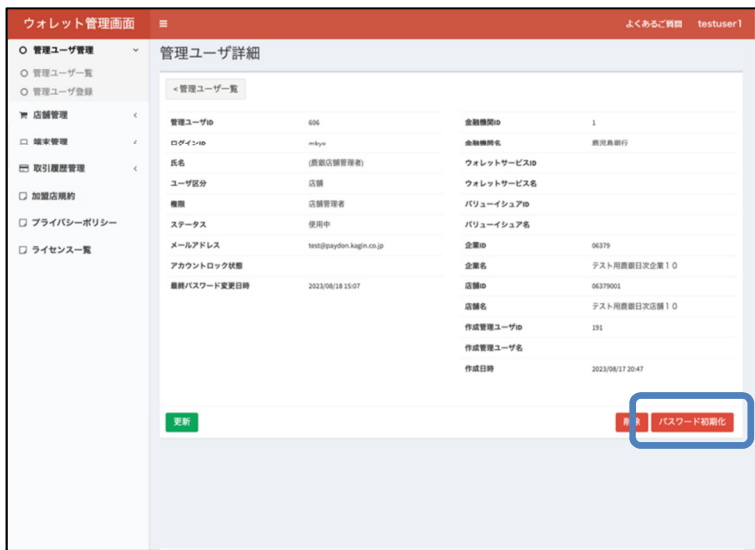 ウォレット管理画面
よくあるご質問 testuser1
管理ユーザ管理
管理ユーザ一覧
管理ユーザ登録
店舗管理
端末管理
取引履歴管理
加盟店規約
プライバシーポリシー
ライセンス一覧
管理ユーザ詳細
<管理ユーザ一覧
管理ユーザID 606
ログインID
氏名 (鹿銀店舗管理者)
ユーザ区分 店舗
権限 店舗管理者
ステータス 使用中
メールアドレス test@paydon.kagin.co.jp
アカウントロック状態
最終パスワード変更日時 2023/08/18 15:07
金融機関ID 1
金融機関名 鹿児島銀行
ウォレットサービスID
ウォレットサービス名
バリューイシュアID
バリューイシュア名
企業ID 06379
企業名 テスト用鹿銀日次企業10
店舗ID 06379001
店舗名 テスト用鹿銀日次店舗10
作成管理ユーザID 191
作成管理ユーザ名
作成日時 2023/08/17 20:47
更新
削除 パスワード初期化